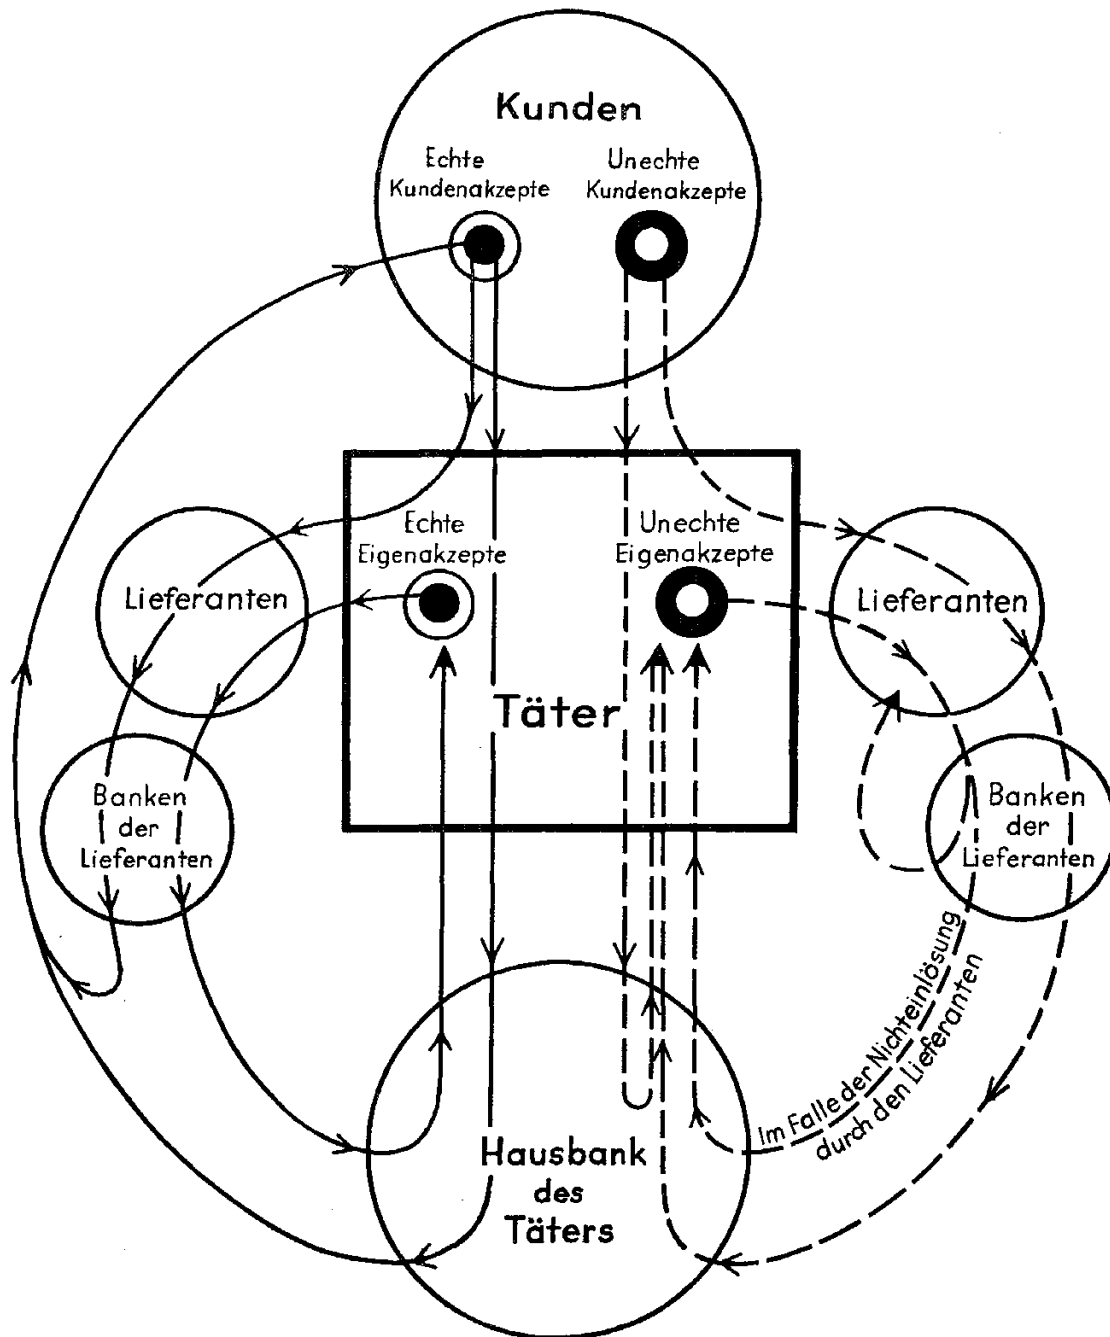 Kunden
Echte
Kundenakzepte
Unechte
Kundenakzepte
Echte
Eigenakzepte
Unechte
Eigenakzepte
Lieferanten
Lieferanten
Täter
Banken
der
Lieferanten
Banken
der
Lieferanten
Im Falle der Nichteinlösung
durch den Lieferanten
Hausbank
des
Täters